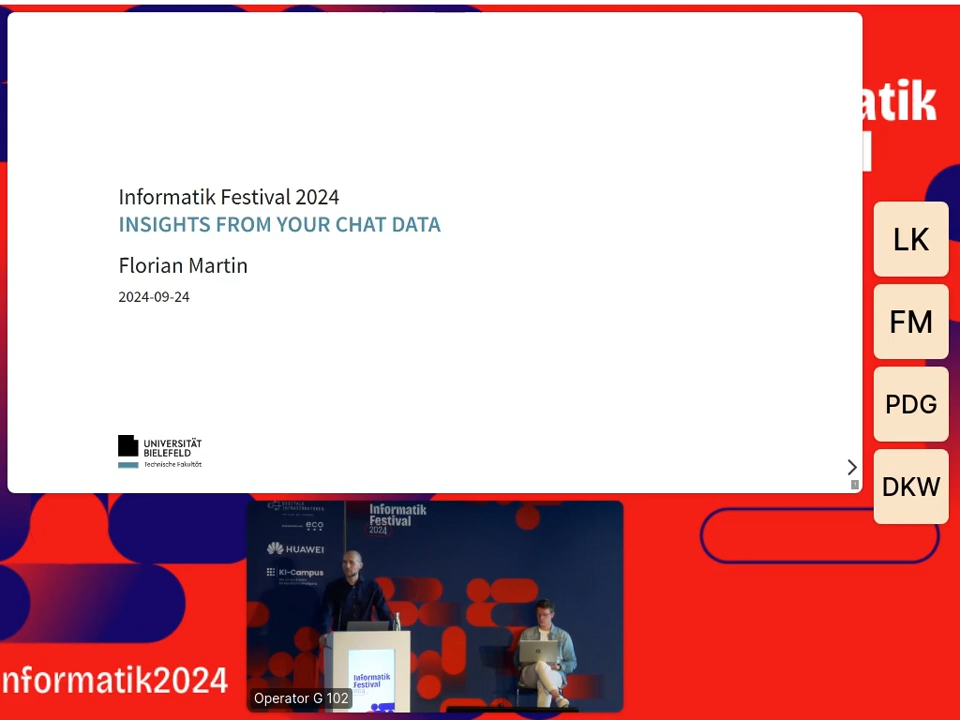 Informatik Festival 2024
INSIGHTS FROM YOUR CHAT DATA
Florian Martin
2024-09-24
UNIVERSITÄT
BIELEFELD
Technische Fakultät
atik
LK
FM
PDG
DKW
Informatik
Festival
2024
eco
HUAWEI
KI-Campus
Informatik
Festival
Operator G 102
nformatik2024